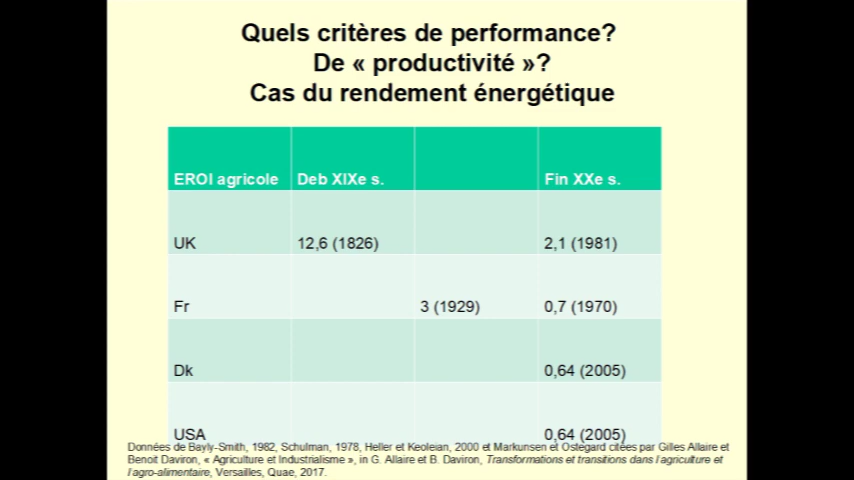 Quels critères de performance?
De « productivité »?
Cas du rendement énergétique
EROI agricole Deb XIXe s. Fin XXe s.
UK 12,6 (1826) 2,1 (1981)
Fr 3 (1929) 0,7 (1970)
Dk 0,64 (2005)
USA 0,64 (2005)
Données de Bayly-Smith, 1982, Schulman, 1978, Heller et Keoleian, 2000 et Markunsen et Ostegard citées par Gilles Allaire et
Benoit Daviron, « Agriculture et Industrialisme », in G. Allaire et B. Daviron, Transformations et transitions dans l'agriculture et
l'agro-alimentaire, Versailles, Quae, 2017.